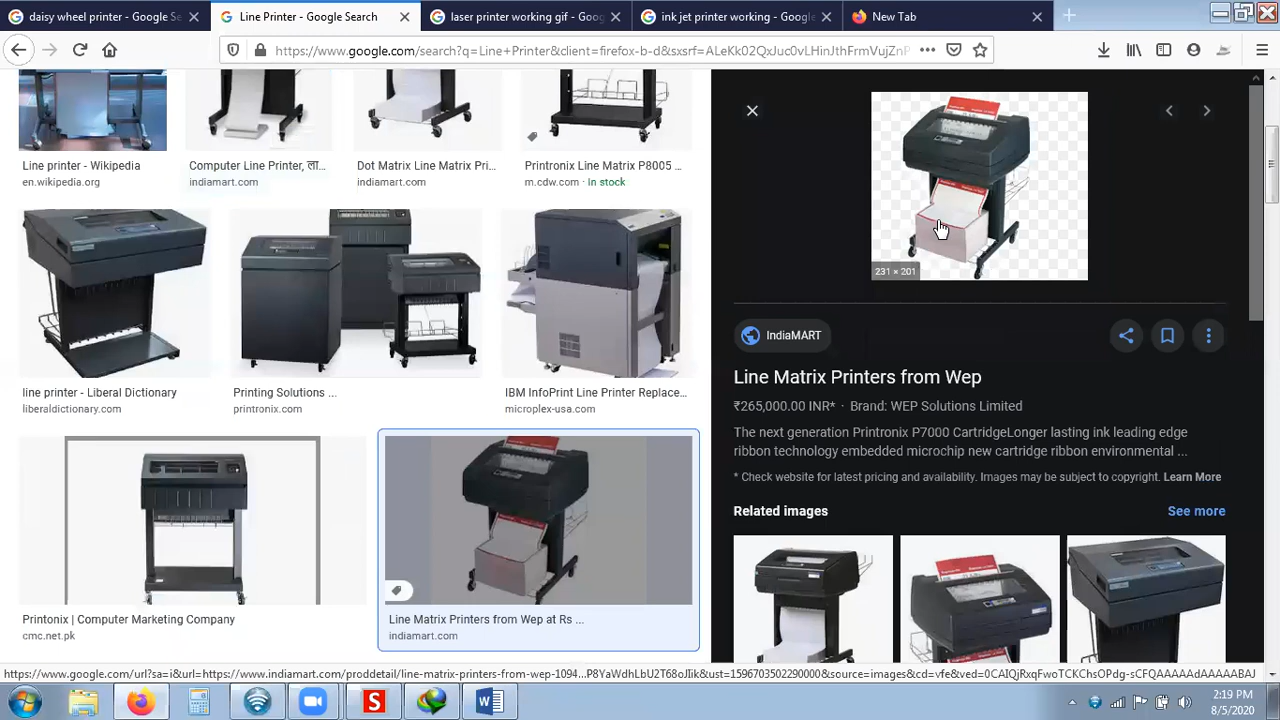 daisy wheel printer - Google Se
Line Printer - Google Search
laser printer working gif - Goog
ink jet printer working - Google
New Tab
https://www.google.com/search?q=Line+Printer&client=firefox-b-d&sxsrf=ALeKk02QxJuc0vLHinJthFrmVujZnP
Line printer - Wikipedia
en.wikipedia.org
Computer Line Printer, ला...
indiamart.com
Dot Matrix Line Matrix Pri...
indiamart.com
Printronix Line Matrix P8005 ...
m.cdw.com · In stock
line printer - Liberal Dictionary
liberaldictionary.com
Printing Solutions ...
printronix.com
IBM InfoPrint Line Printer Replace...
microplex-usa.com
Printonix | Computer Marketing Company
cmc.net.pk
Line Matrix Printers from Wep at Rs ...
indiamart.com
231 × 201
IndiaMART
Line Matrix Printers from Wep
₹265,000.00 INR* · Brand: WEP Solutions Limited
The next generation Printronix P7000 CartridgeLonger lasting ink leading edge
ribbon technology embedded microchip new cartridge ribbon environmental ...
* Check website for latest pricing and availability. Images may be subject to copyright. Learn More
Related images
See more
https://www.google.com/url?sa=i&url=https://www.indiamart.com/proddetail/line-matrix-printers-from-wep-1094...P8YaWdhLbU2T68oJIik&ust=1596703502290000&source=images&cd=vfe&ved=0CAIQjRxqFwoTCKChsOPdg-sCFQAAAAAdAAAAABAJ
S
W
2:19 PM
8/5/2020